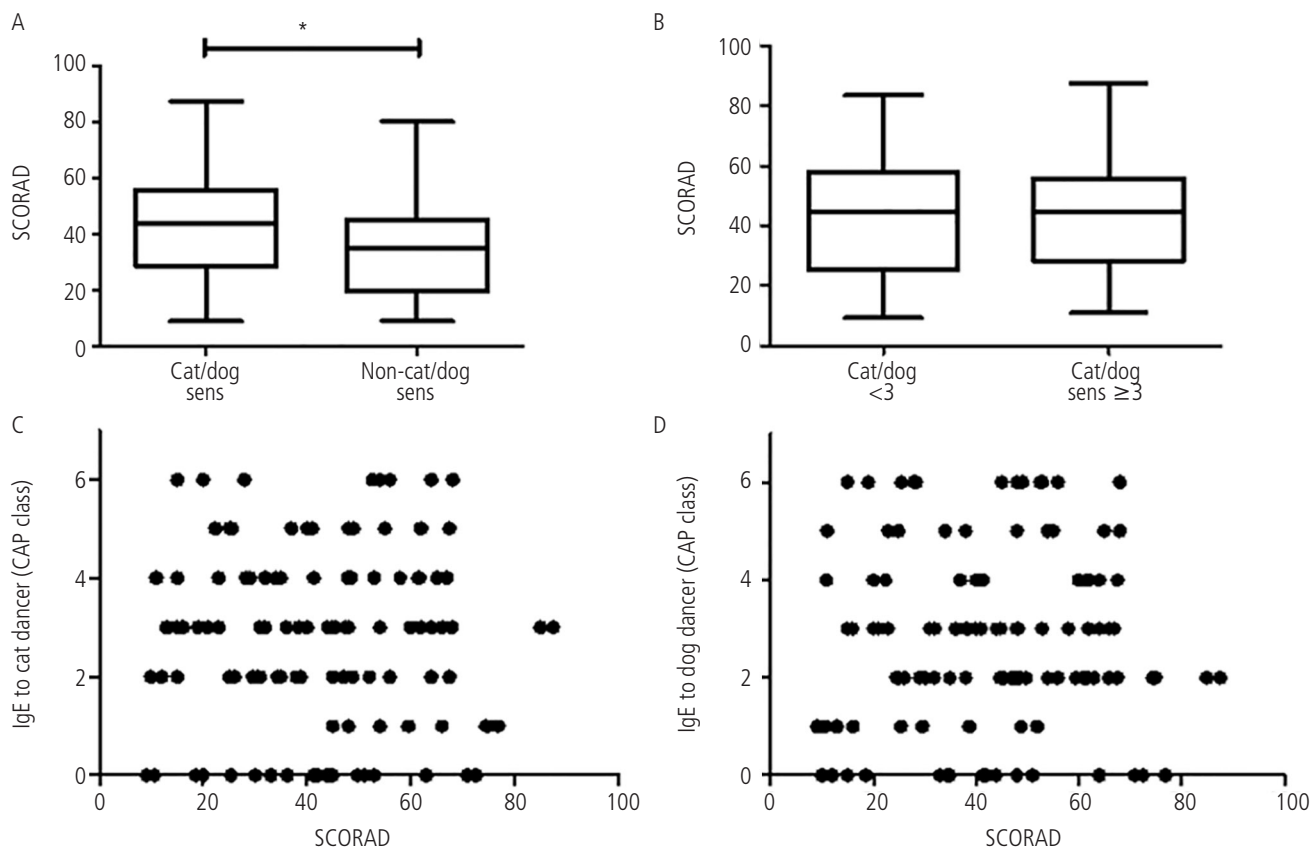 A
*
100
80
60
40
20
0
SCORAD
Cat/dog
sens
Non-cat/dog
sens
B
100
80
60
40
20
0
SCORAD
Cat/dog
<3
Cat/dog
sens ≥3
C
6
4
2
0
IgE to cat dancer (CAP class)
0 20 40 60 80 100
SCORAD
D
6
4
2
0
IgE to dog dancer (CAP class)
0 20 40 60 80 100
SCORAD